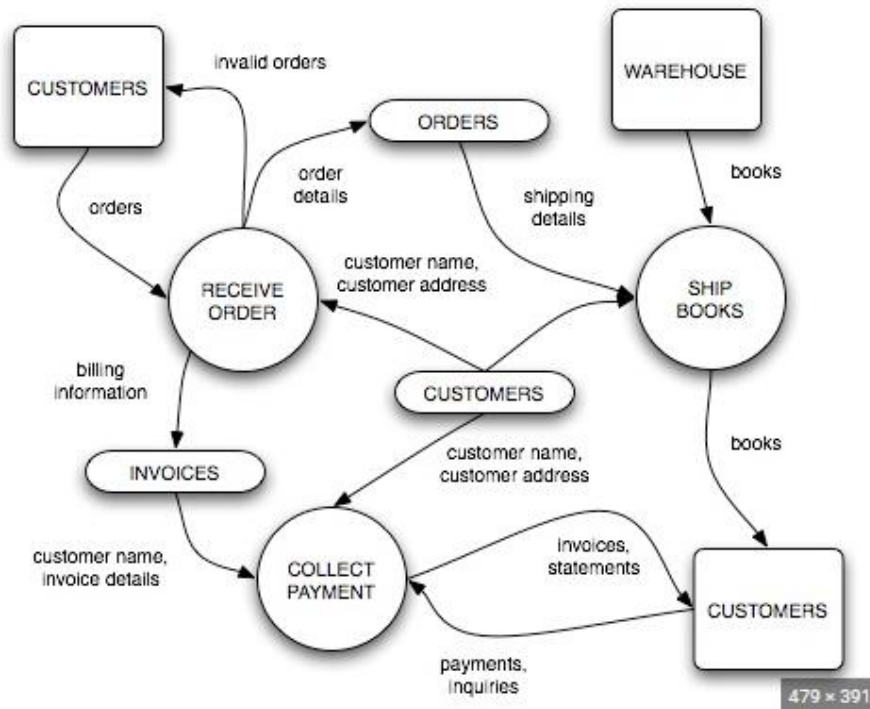 CUSTOMERS
invalid orders
WAREHOUSE
ORDERS
order
details
books
orders
shipping
details
customer name,
customer address
RECEIVE
ORDER
SHIP
BOOKS
billing
information
CUSTOMERS
books
customer name,
customer address
INVOICES
customer name,
invoice details
COLLECT
PAYMENT
invoices,
statements
CUSTOMERS
payments,
inquiries
479 × 391